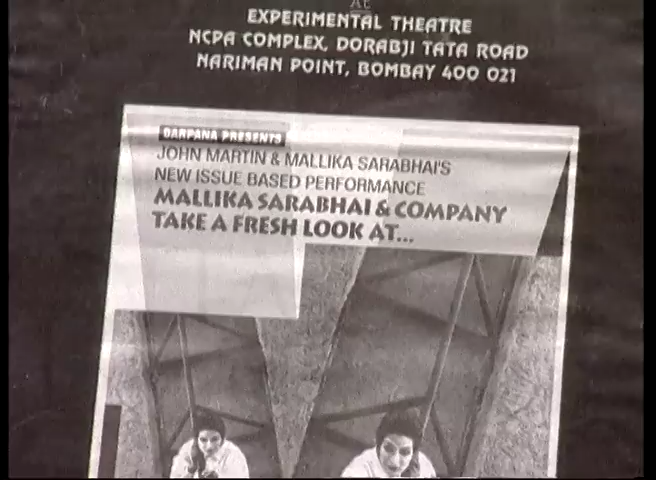 At
EXPERIMENTAL THEATRE
NCPA COMPLEX, DORABJI TATA ROAD
NARIMAN POINT, BOMBAY 400 021
DARPANA PRESENTS
JOHN MARTIN & MALLIKA SARABHAI'S
NEW ISSUE BASED PERFORMANCE
MALLIKA SARABHAI & COMPANY
TAKE A FRESH LOOK AT...